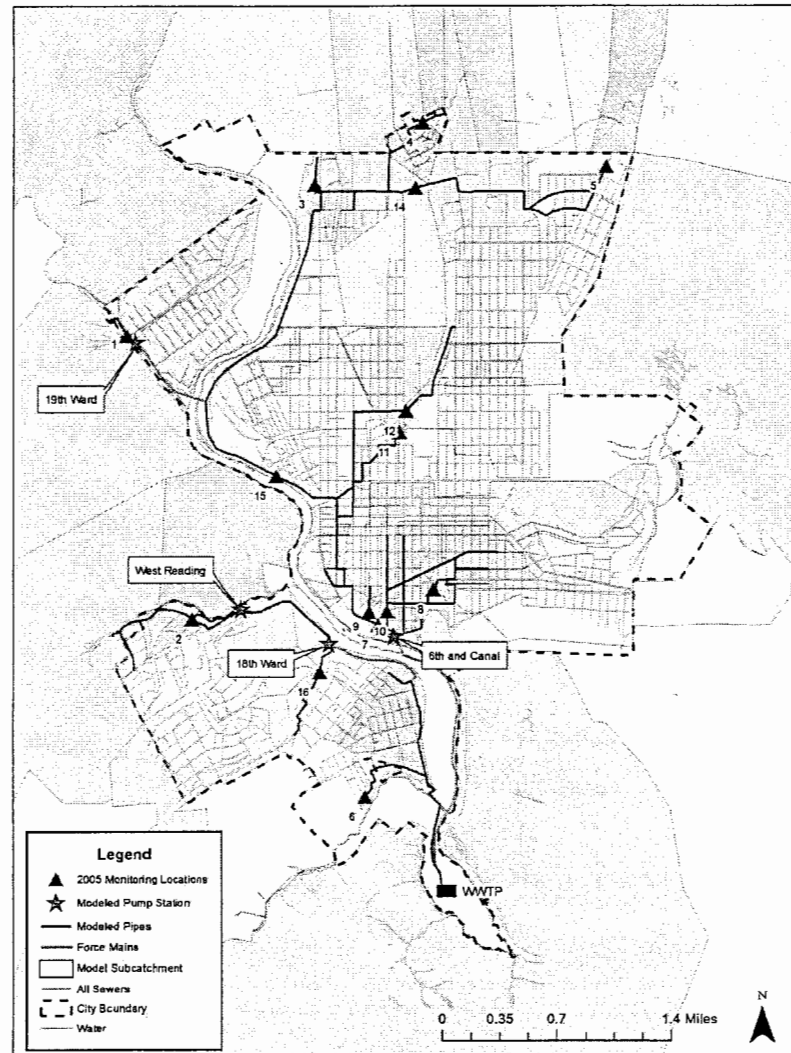 3
14
5
1
19th Ward
12
11
15
West Reading
2
8
9
10
7
18th Ward
6th and Canal
16
6
WWTP
Legend
2005 Monitoring Locations
Modeled Pump Station
Modeled Pipes
Force Mains
Model Subcatchment
All Sewers
City Boundary
Water
N
0 0.35 0.7 1.4 Miles